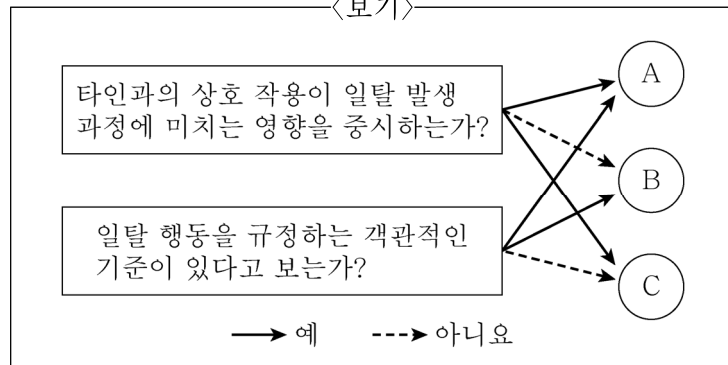 〈보기〉
타인과의 상호 작용이 일탈 발생
과정에 미치는 영향을 중시하는가?
일탈 행동을 규정하는 객관적인
기준이 있다고 보는가?
A
B
C
예 아니요